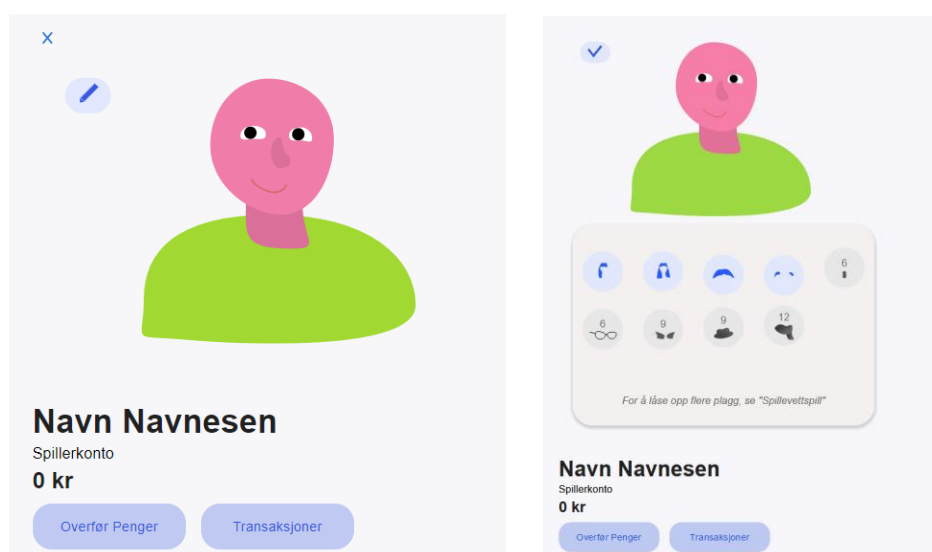 Navn Navnesen
Spillerkonto
0 kr
Overfør Penger
Transaksjoner
6
6
9
9
12
For å låse opp flere plagg, se "Spillevettspill"
Navn Navnesen
Spillerkonto
0 kr
Overfør Penger
Transaksjoner